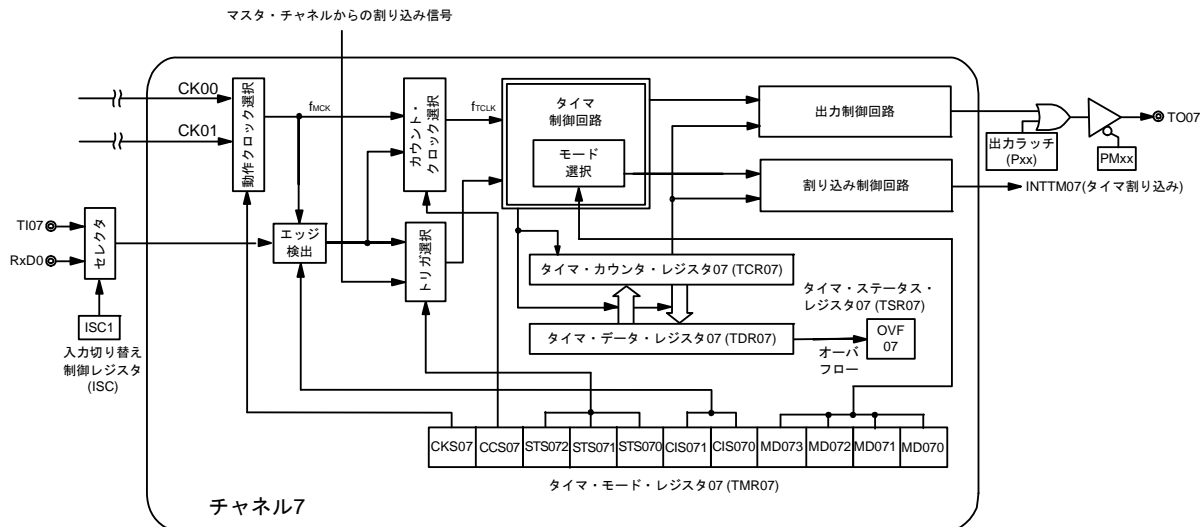 マスタ・チャネルからの割り込み信号
CK00
CK01
動作クロック選択
fMCK
カウント・
クロック選択
fTCLK
タイマ
制御回路
モード
選択
出力制御回路
割り込み制御回路
出力ラッチ
(Pxx)
PMxx
TO07
INTTM07(タイマ割り込み)
TI07
RxD0
セレクタ
エッジ
検出
トリガ選択
ISC1
入力切り替え
制御レジスタ
(ISC)
タイマ・カウンタ・レジスタ07 (TCR07)
タイマ・データ・レジスタ07 (TDR07)
タイマ・ステータス・
レジスタ07 (TSR07)
OVF
07
オーバ
フロー
CKS07 CCS07 STS072 STS071 STS070 CIS071 CIS070 MD073 MD072 MD071 MD070
タイマ・モード・レジスタ07 (TMR07)
チャネル7